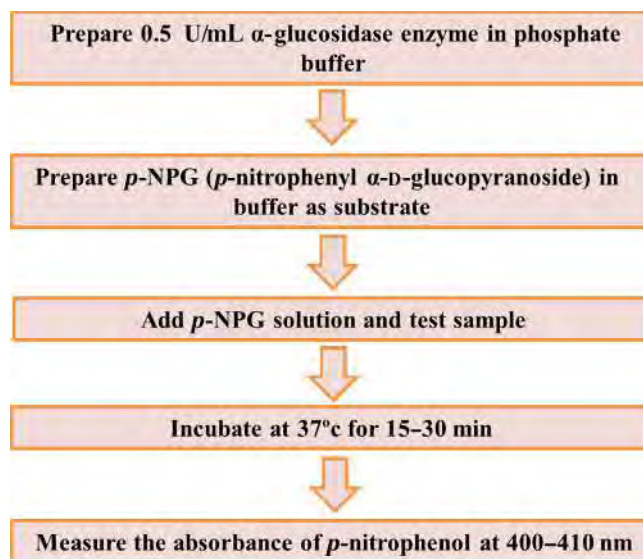 Prepare 0.5 U/mL α-glucosidase enzyme in phosphate
buffer
Prepare p-NPG (p-nitrophenyl α-D-glucopyranoside) in
buffer as substrate
Add p-NPG solution and test sample
Incubate at 37ºc for 15–30 min
Measure the absorbance of p-nitrophenol at 400–410 nm